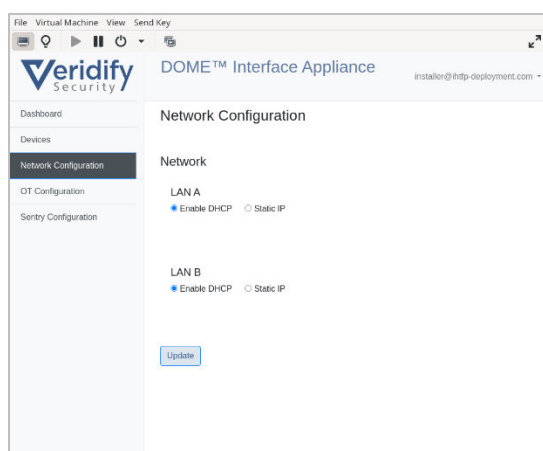 File Virtual Machine View Send Key
Veridify
Security
DOME™ Interface Appliance
installer@ihtfp-deployment.com
Dashboard
Devices
Network Configuration
OT Configuration
Sentry Configuration
Network Configuration
Network
LAN A
Enable DHCP Static IP
LAN B
Enable DHCP Static IP
Update